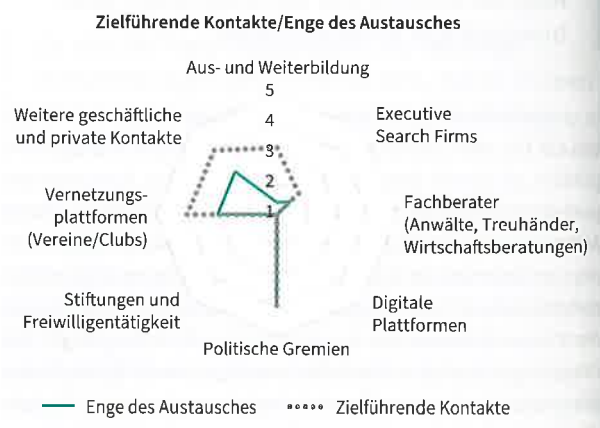 Zielführende Kontakte/Enge des Austausches
Aus- und Weiterbildung
5
4
3
2
1
Executive
Search Firms
Fachberater
(Anwälte, Treuhänder,
Wirtschaftsberatungen)
Digitale
Plattformen
Politische Gremien
Stiftungen und
Freiwilligentätigkeit
Vernetzungs-
plattformen
(Vereine/Clubs)
Weitere geschäftliche
und private Kontakte
Enge des Austausches
Zielführende Kontakte